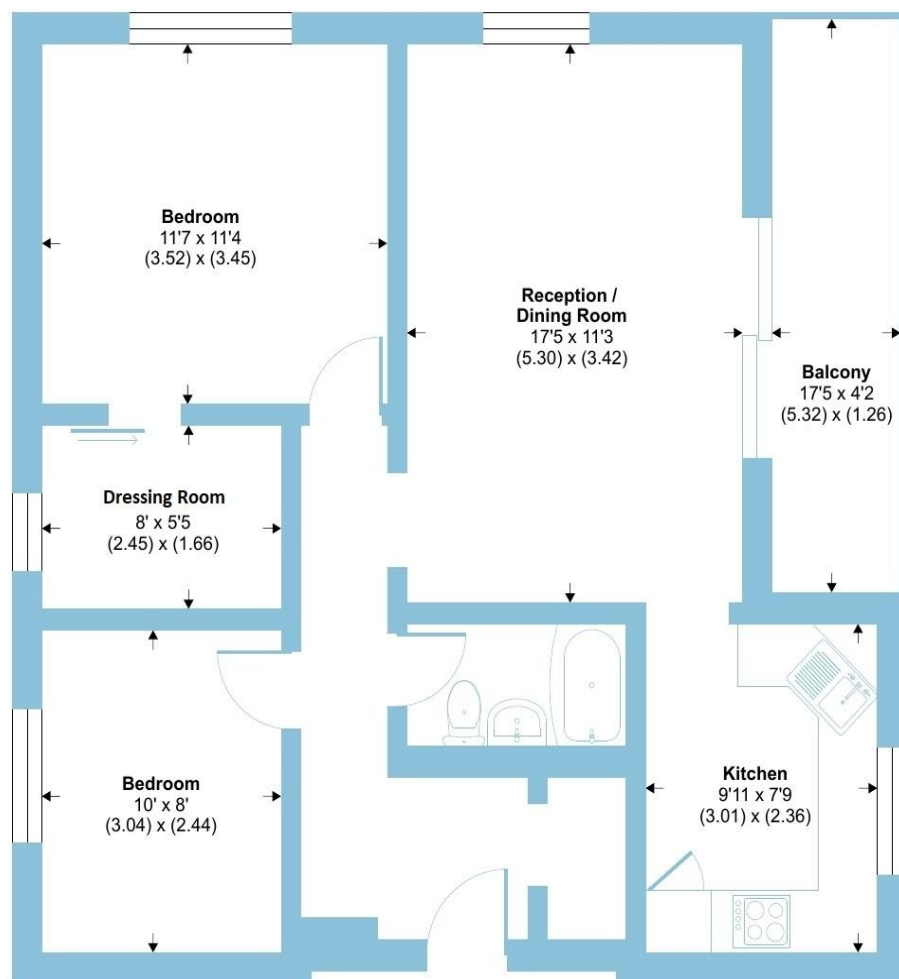 Bedroom
11'7 x 11'4
(3.52) x (3.45)
Reception /
Dining Room
17'5 x 11'3
(5.30) x (3.42)
Balcony
17'5 x 4'2
(5.32) x (1.26)
Dressing Room
8' x 5'5
(2.45) x (1.66)
Bedroom
10' x 8'
(3.04) x (2.44)
Kitchen
9'11 x 7'9
(3.01) x (2.36)